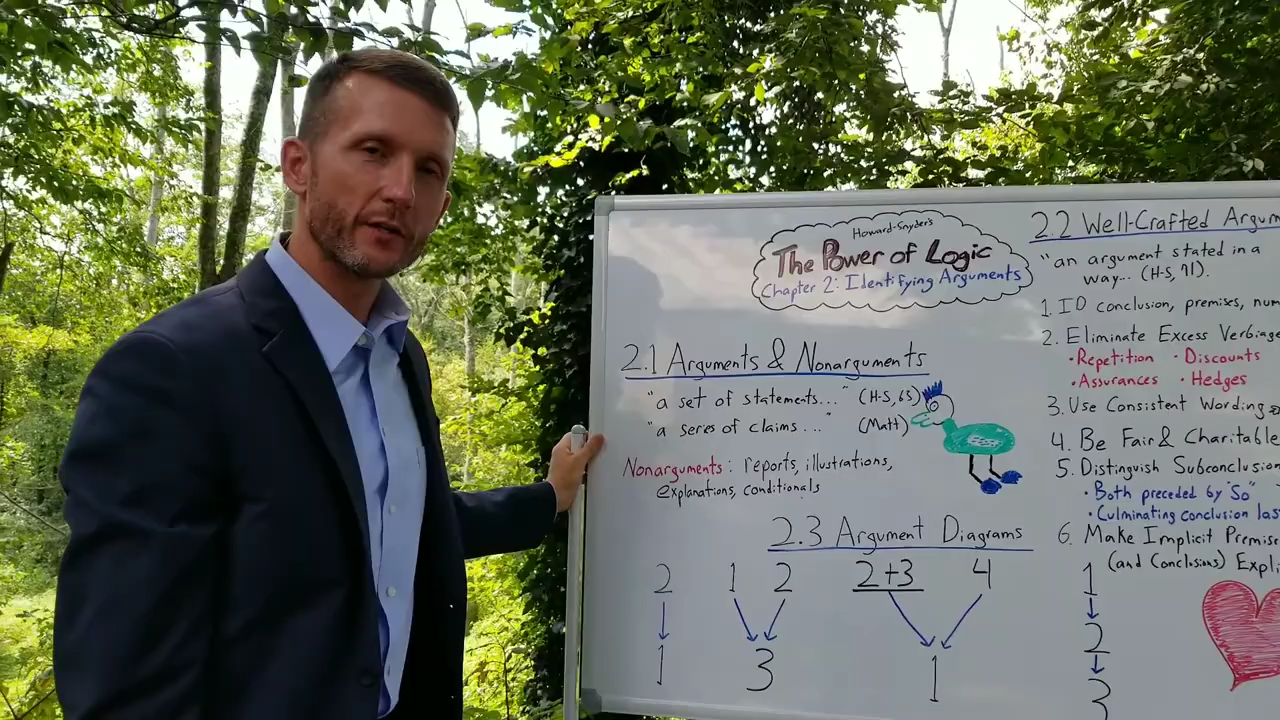 Howard-Snyder's
The Power of Logic
Chapter 2: Identifying Arguments
2.1 Arguments & Nonarguments
"a set of statements..." (H-S, 65)
"a series of claims..." (Matt)
Nonarguments: reports, illustrations,
explanations, conditionals
2.3 Argument Diagrams
2 1 2 2+3 4
1 3 1
2.2 Well-Crafted Argum
"an argument stated in a
way... (H-S, 71).
1. ID conclusion, premises, num
2. Eliminate Excess Verbiage
• Repetition • Discounts
• Assurances • Hedges
3. Use Consistent Wording
4. Be Fair & Charitable
5. Distinguish Subconclusion
• Both preceded by "So"
• Culminating conclusion las
6. Make Implicit Premise
(and Conclusions) Expli
1
2
3